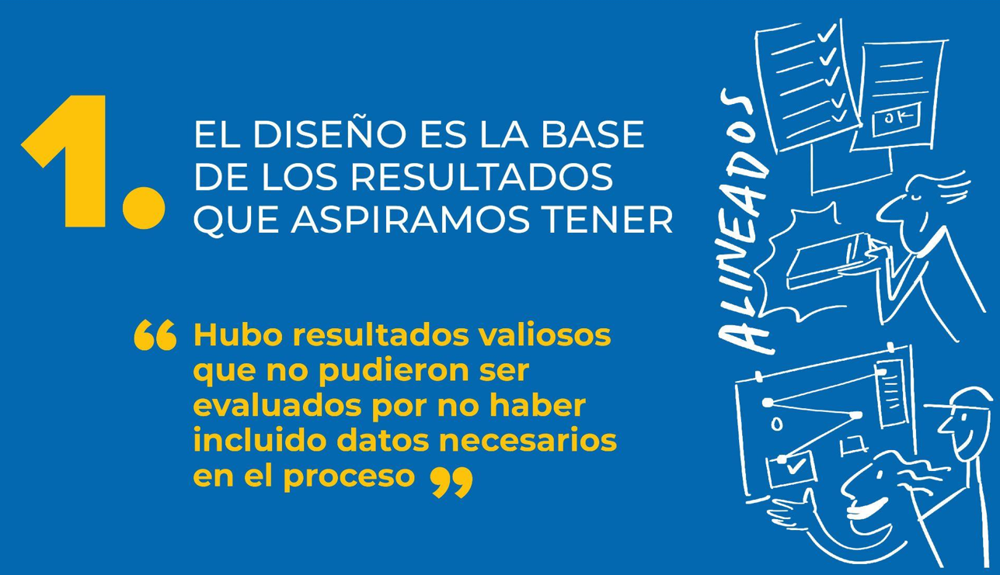 1.
EL DISEÑO ES LA BASE
DE LOS RESULTADOS
QUE ASPIRAMOS TENER
“ Hubo resultados valiosos
que no pudieron ser
evaluados por no haber
incluido datos necesarios
en el proceso ”
ALINEADOS
OK